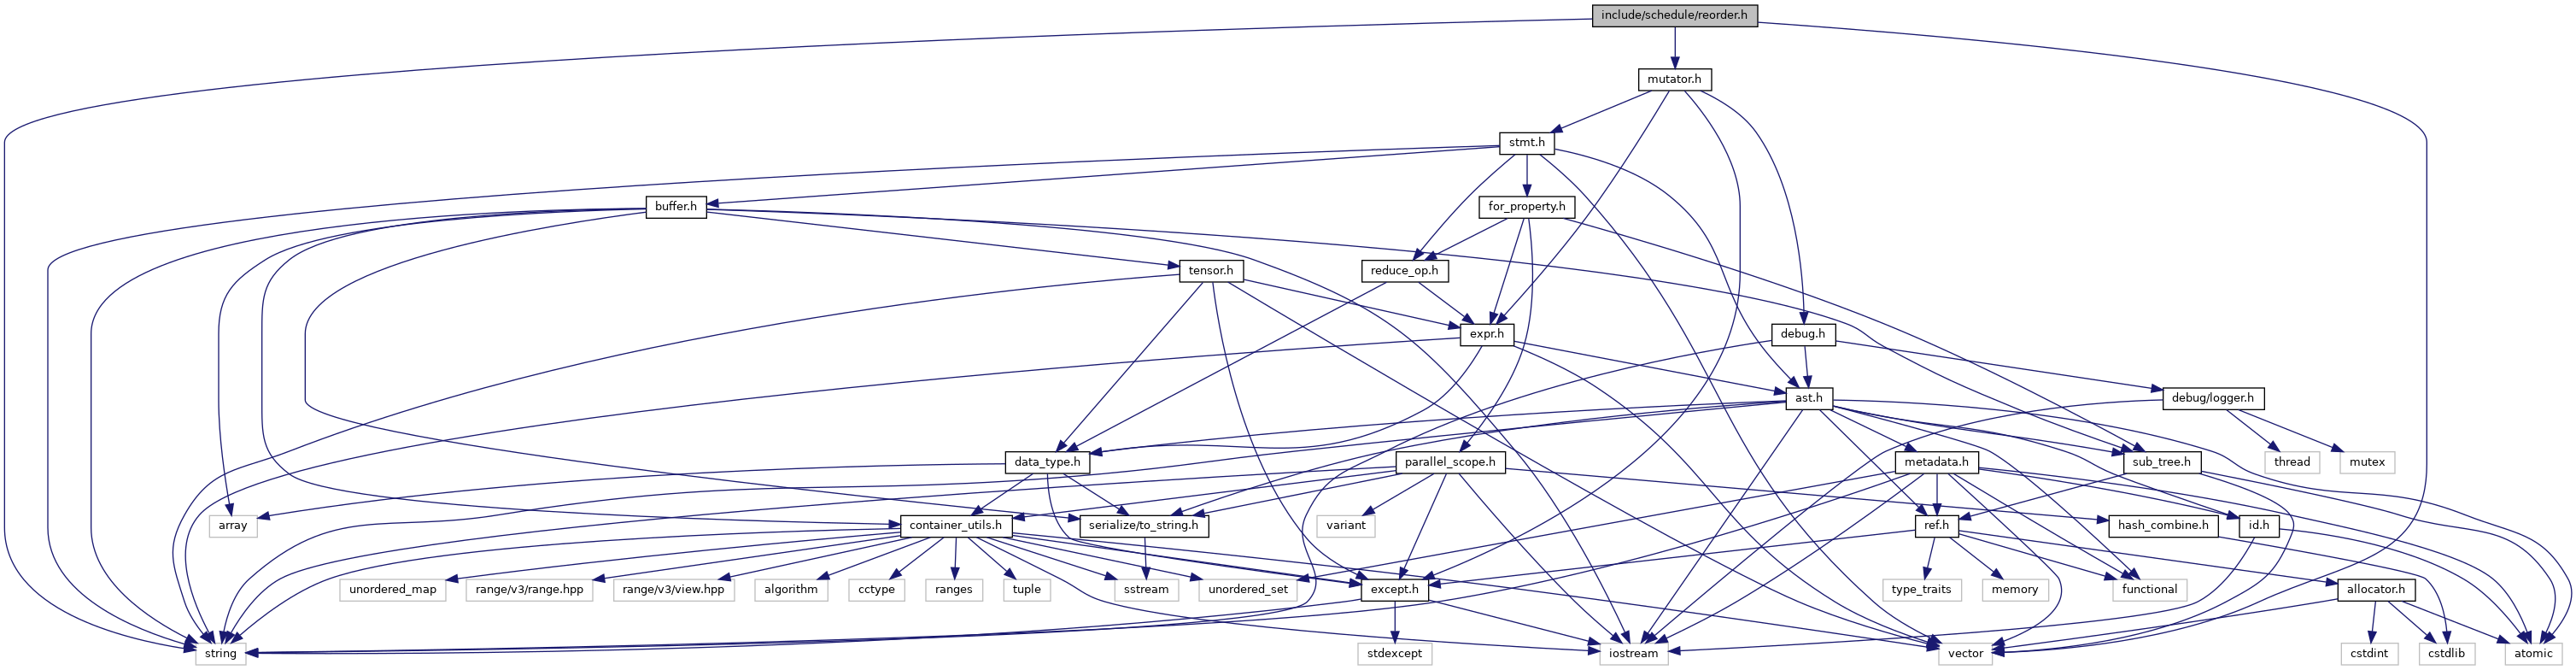 include/schedule/reorder.h
mutator.h
stmt.h
buffer.h
for_property.h
tensor.h
reduce_op.h
expr.h
debug.h
ast.h
debug/logger.h
data_type.h
parallel_scope.h
metadata.h
sub_tree.h
thread
mutex
array
container_utils.h
serialize/to_string.h
variant
ref.h
hash_combine.h
id.h
unordered_map
range/v3/range.hpp
range/v3/view.hpp
algorithm
cctype
ranges
tuple
sstream
unordered_set
except.h
type_traits
memory
functional
allocator.h
string
stdexcept
iostream
vector
cstdint
cstdlib
atomic